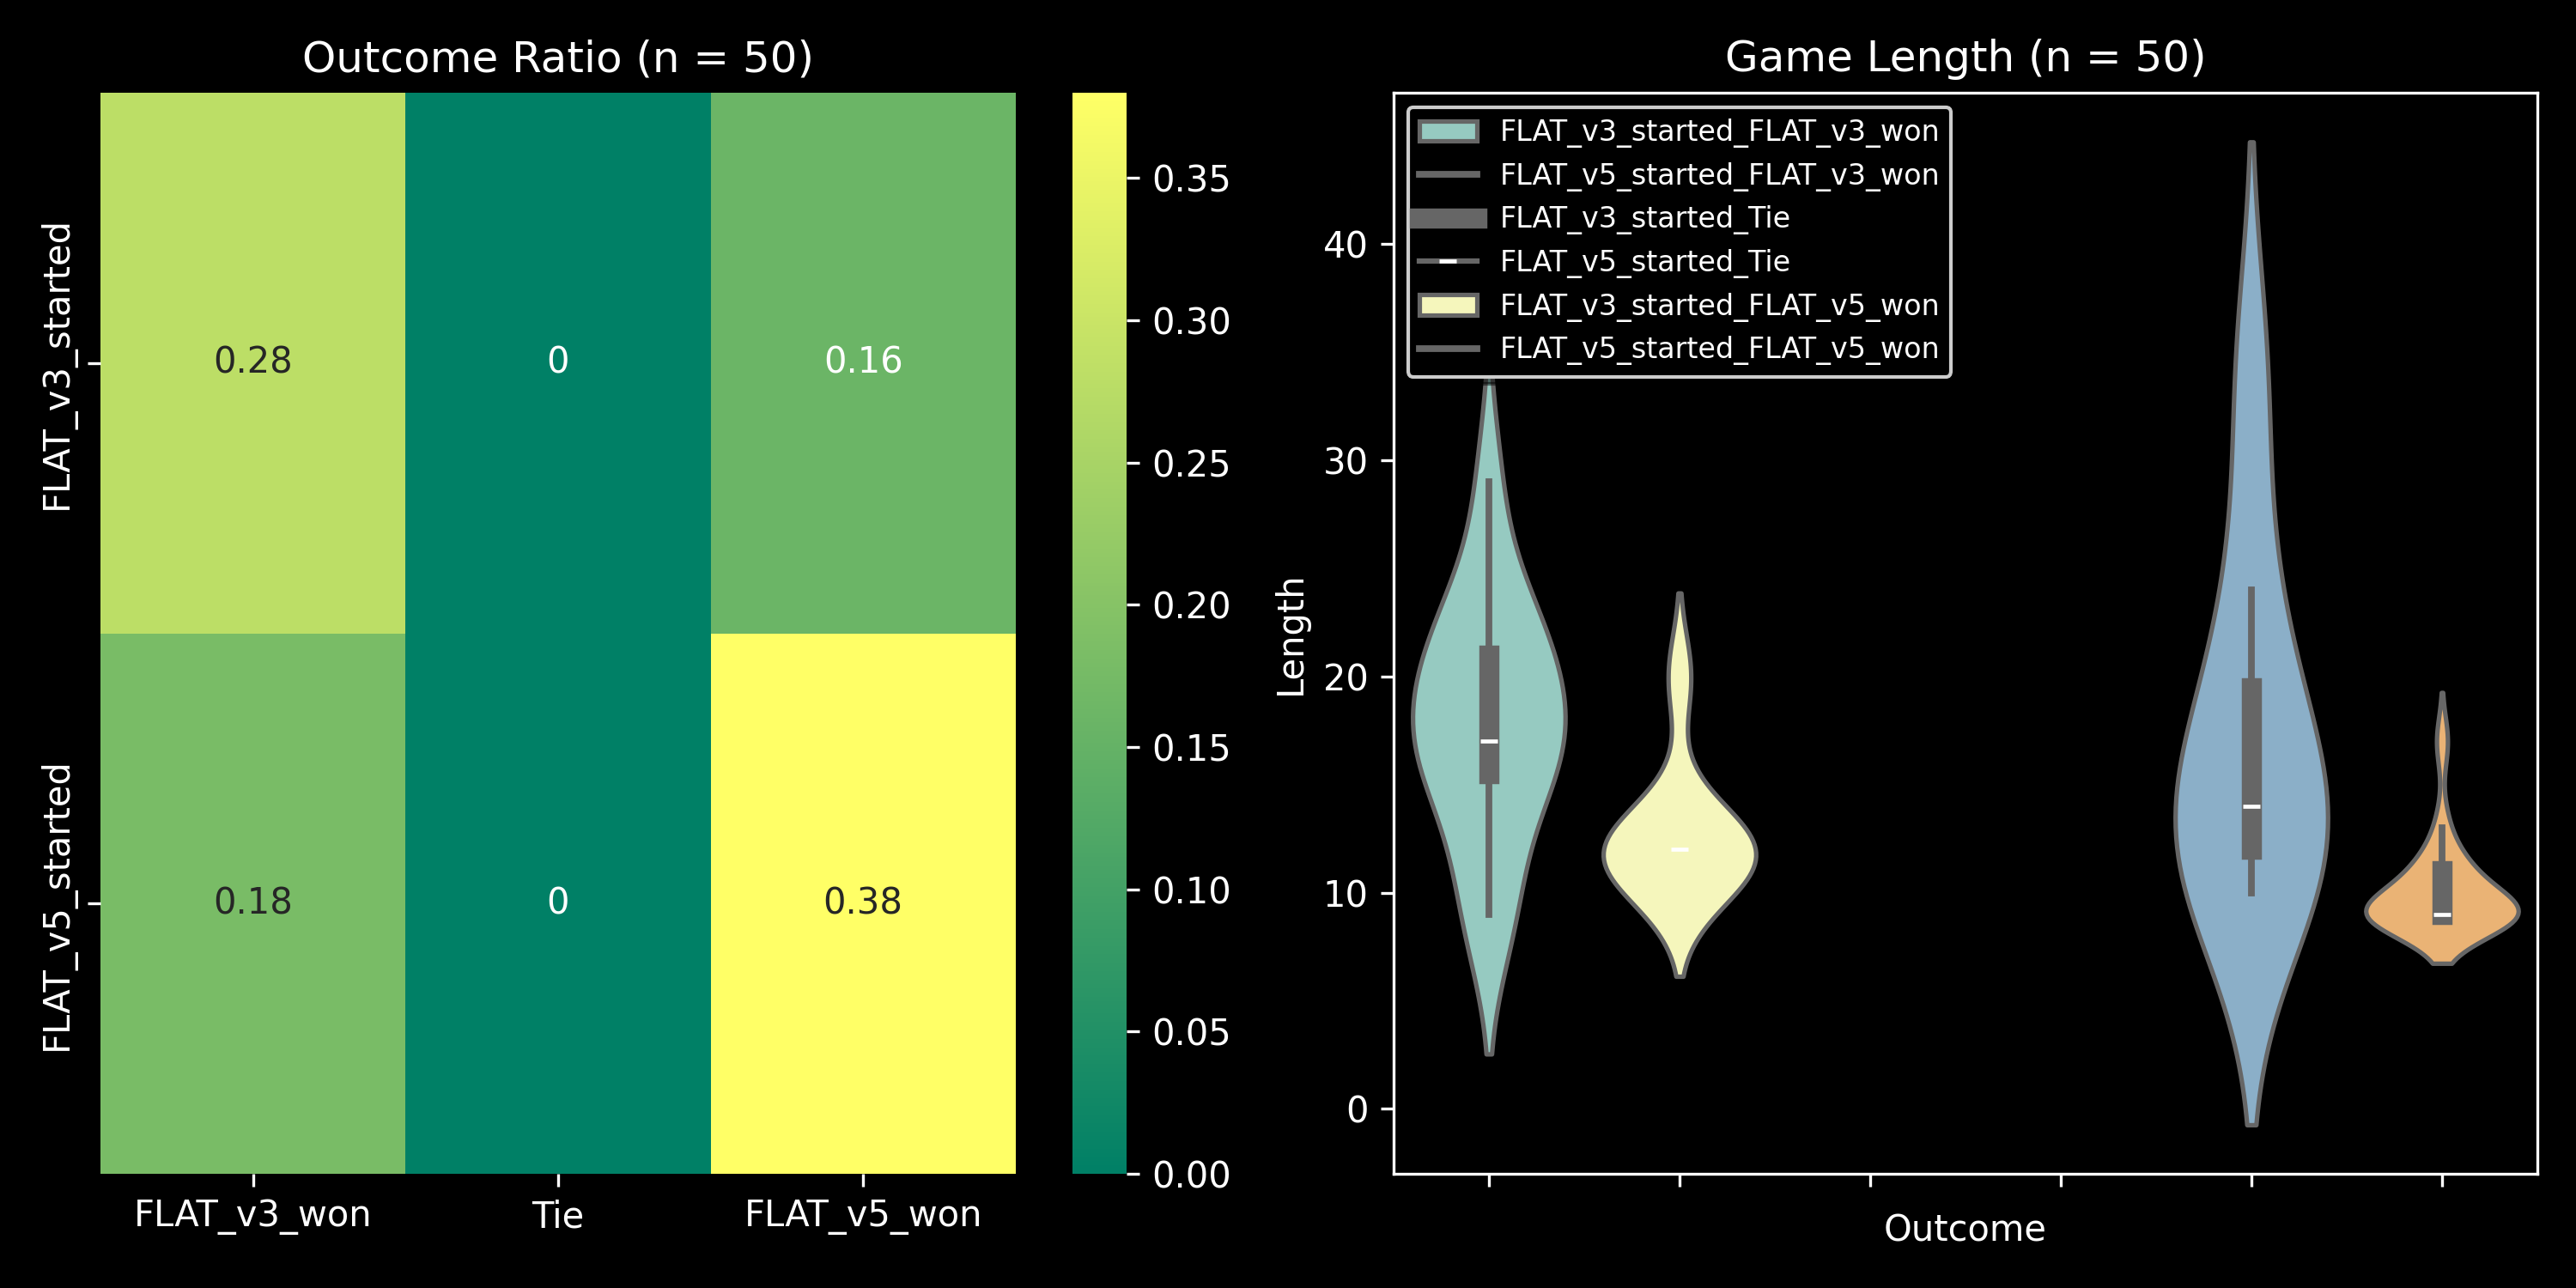 Outcome Ratio (n = 50)
FLAT_v3_started
FLAT_v5_started
0.28
0
0.16
0.18
0
0.38
FLAT_v3_won
Tie
FLAT_v5_won
0.35
0.30
0.25
0.20
0.15
0.10
0.05
0.00
Game Length (n = 50)
FLAT_v3_started_FLAT_v3_won
FLAT_v5_started_FLAT_v3_won
FLAT_v3_started_Tie
FLAT_v5_started_Tie
FLAT_v3_started_FLAT_v5_won
FLAT_v5_started_FLAT_v5_won
Length
40
30
20
10
0
Outcome